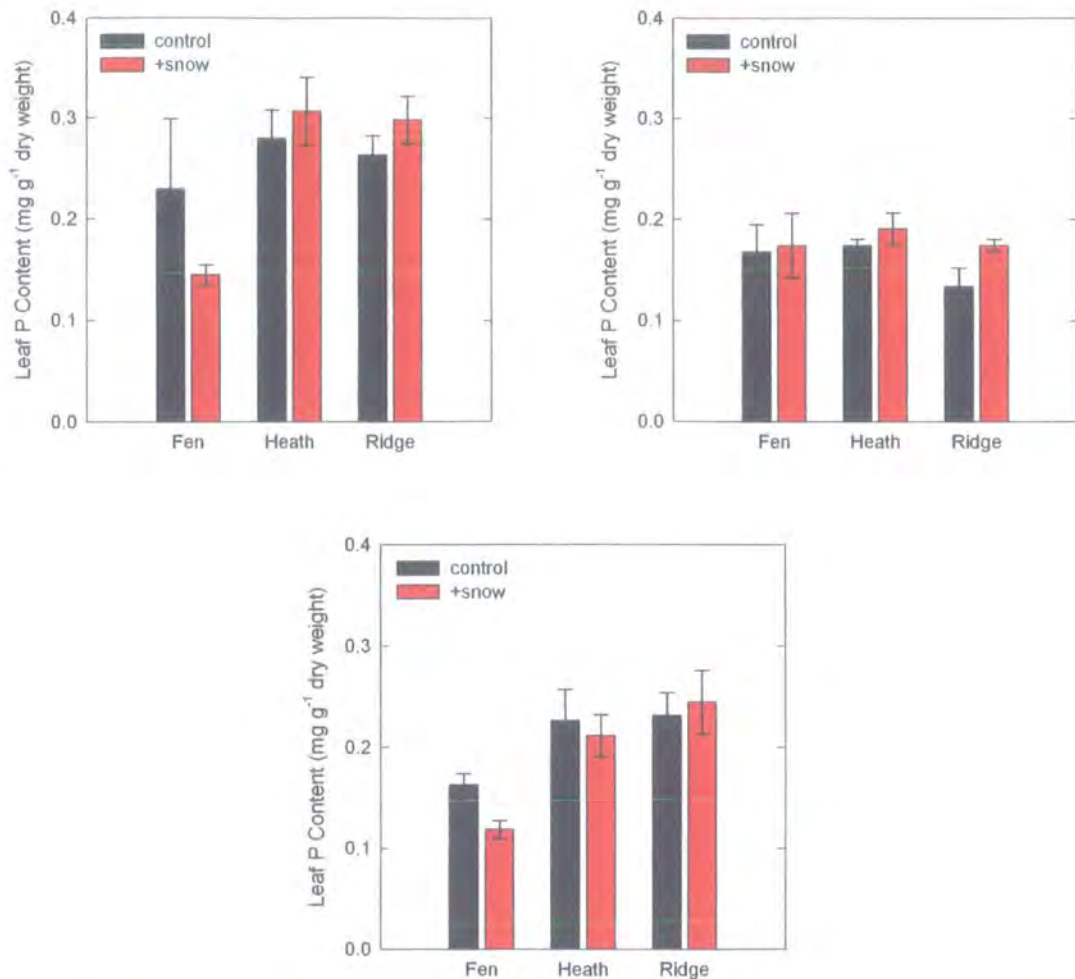 0.4
control
+snow
0.3
0.2
0.1
0.0
Leaf P Content (mg g⁻¹ dry weight)
Fen Heath Ridge
0.4
control
+snow
0.3
0.2
0.1
0.0
Leaf P Content (mg g⁻¹ dry weight)
Fen Heath Ridge
0.4
control
+snow
0.3
0.2
0.1
0.0
Leaf P Content (mg g⁻¹ dry weight)
Fen Heath Ridge